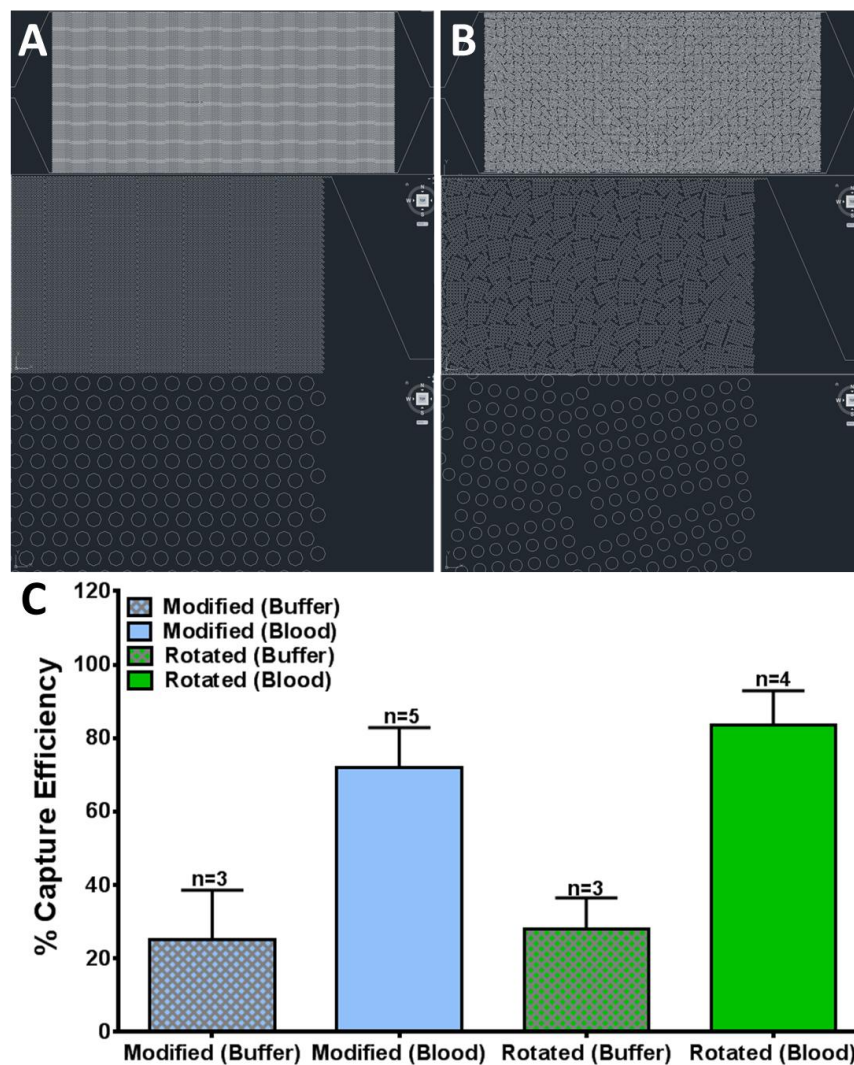 A
B
C
120
100
80
60
40
20
0
% Capture Efficiency
Modified (Buffer)
Modified (Blood)
Rotated (Buffer)
Rotated (Blood)
n=3
n=5
n=3
n=4
Modified (Buffer) Modified (Blood) Rotated (Buffer) Rotated (Blood)